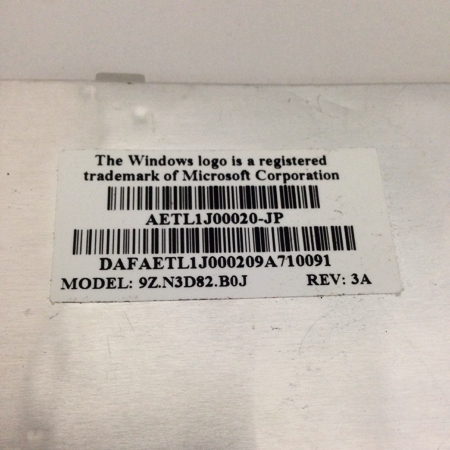 The Windows logo is a registered
trademark of Microsoft Corporation
AETL1J00020-JP
DAFAETL1J000209A710091
MODEL: 9Z.N3D82.B0J REV: 3A